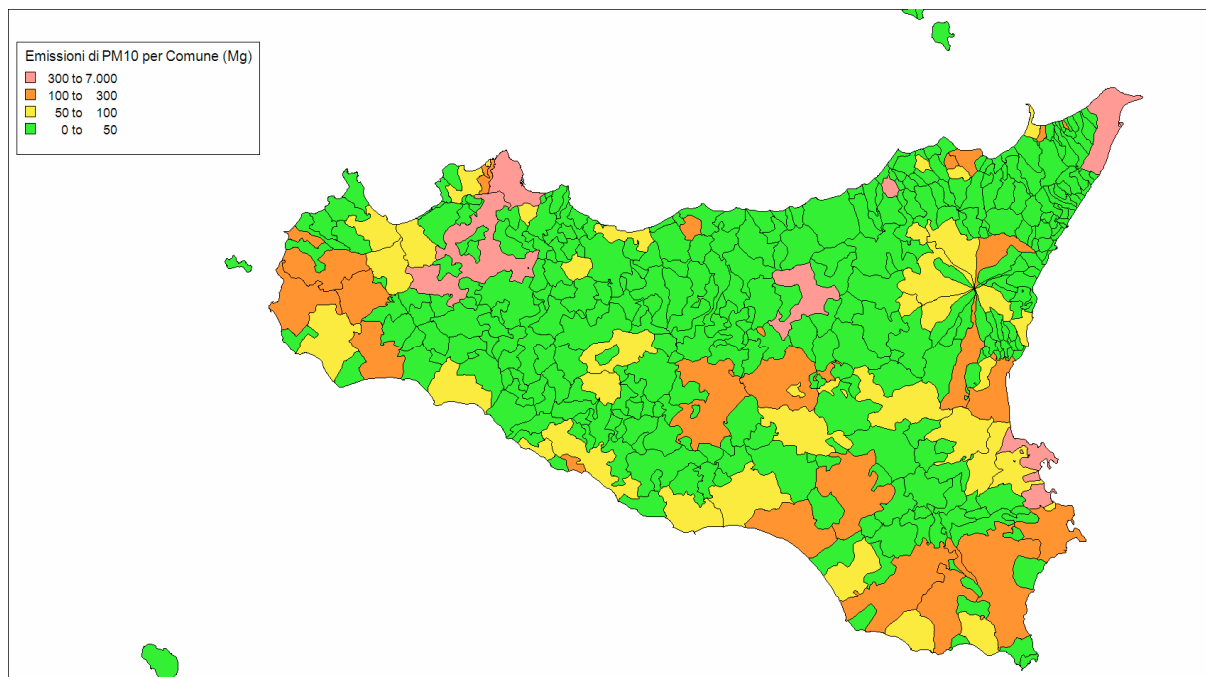 Emissioni di PM10 per Comune (Mg)
300 to 7.000
100 to 300
50 to 100
0 to 50